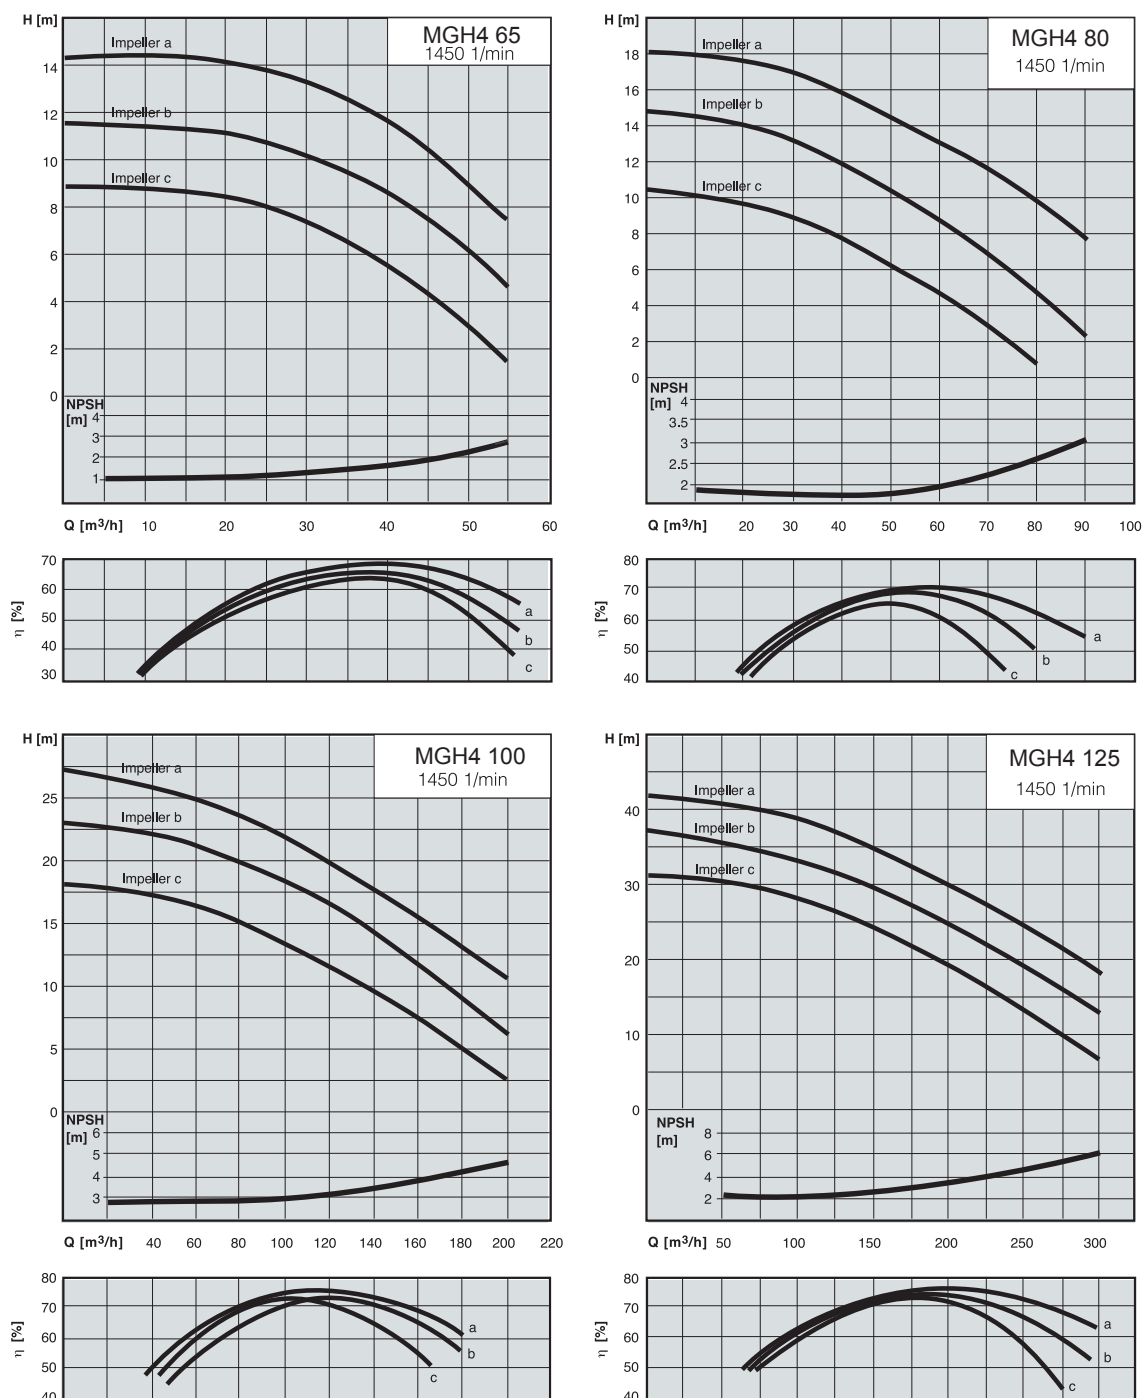 H [m]
MGH4 65
1450 1/min
Impeller a
14
12
Impeller b
10
Impeller c
8
6
4
2
0
NPSH
[m]
4
3
2
1
Q [m³/h] 10 20 30 40 50 60
70
60
50
40
30
η [%]
a
b
c
H [m]
MGH4 80
1450 1/min
Impeller a
18
16
Impeller b
14
12
Impeller c
10
8
6
4
2
0
NPSH
[m]
4
3.5
3
2.5
2
Q [m³/h] 20 30 40 50 60 70 80 90 100
80
70
60
50
40
η [%]
a
b
c
H [m]
MGH4 100
1450 1/min
Impeller a
25
Impeller b
20
Impeller c
15
10
5
0
NPSH
[m]
6
5
4
3
Q [m³/h] 40 60 80 100 120 140 160 180 200 220
80
70
60
50
40
η [%]
a
b
c
H [m]
MGH4 125
1450 1/min
Impeller a
40
Impeller b
Impeller c
30
20
10
0
NPSH
[m]
8
6
4
2
Q [m³/h] 50 100 150 200 250 300
80
70
60
50
40
η [%]
a
b
c